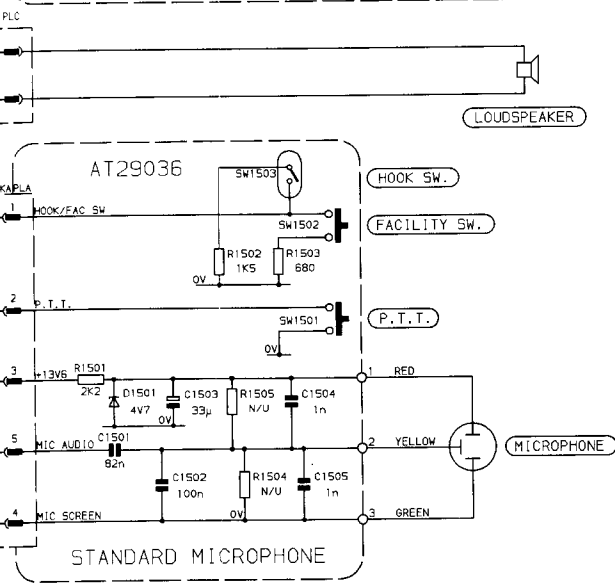 PLC
LOUDSPEAKER
AT29036
SW1503
HOOK SW.
KAPLA
1
HOOK/FAC SW
SW1502
FACILITY SW.
R1502
1K5
R1503
680
0V
2
P.T.T.
SW1501
P.T.T.
0V
3
+13V6
R1501
2K2
D1501
4V7
C1503
33µ
0V
R1505
N/U
C1504
1n
1
RED
5
MIC AUDIO
C1501
82n
2
YELLOW
MICROPHONE
C1502
100n
R1504
N/U
C1505
1n
0V
4
MIC SCREEN
3
GREEN
STANDARD MICROPHONE